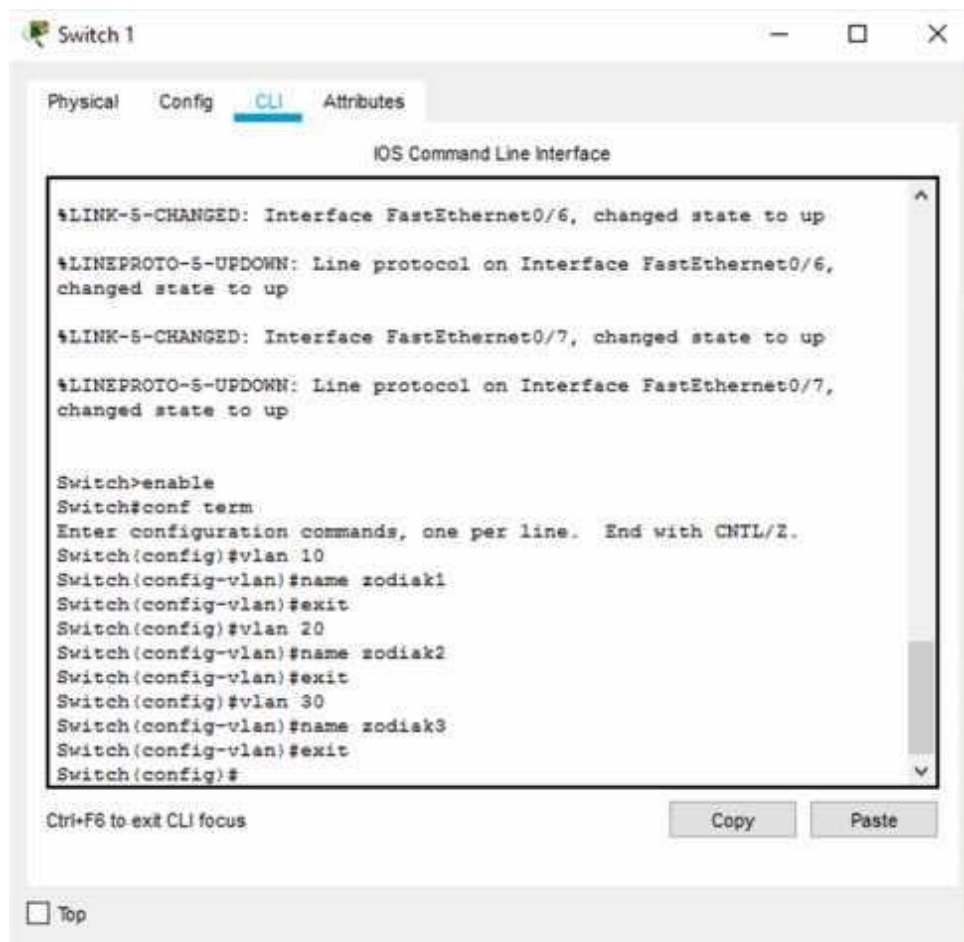 Switch 1
Physical Config CLI Attributes
IOS Command Line Interface
%LINK-5-CHANGED: Interface FastEthernet0/6, changed state to up
%LINEPROTO-5-UPDOWN: Line protocol on Interface FastEthernet0/6,
changed state to up
%LINK-5-CHANGED: Interface FastEthernet0/7, changed state to up
%LINEPROTO-5-UPDOWN: Line protocol on Interface FastEthernet0/7,
changed state to up
Switch>enable
Switch#conf term
Enter configuration commands, one per line.  End with CNTL/Z.
Switch(config)#vlan 10
Switch(config-vlan)#name zodiak1
Switch(config-vlan)#exit
Switch(config)#vlan 20
Switch(config-vlan)#name zodiak2
Switch(config-vlan)#exit
Switch(config)#vlan 30
Switch(config-vlan)#name zodiak3
Switch(config-vlan)#exit
Switch(config)#
Ctrl+F6 to exit CLI focus Copy Paste
Top